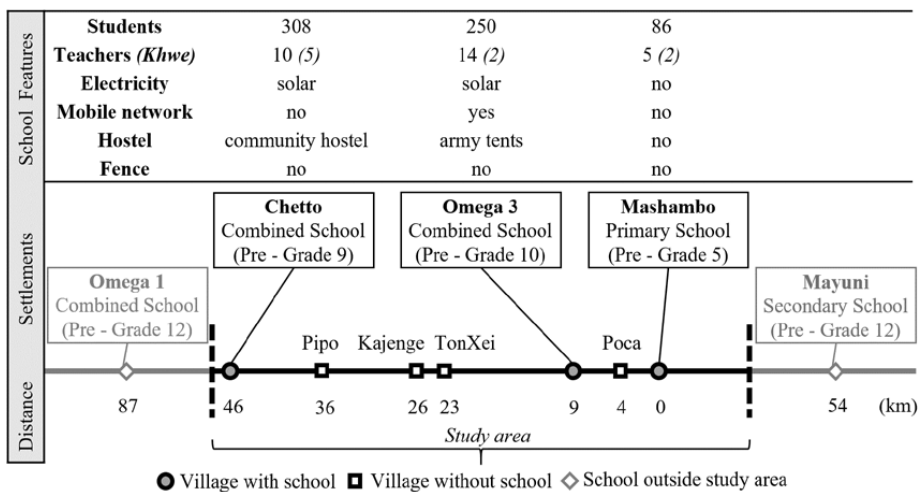 School Features
Students 308 250 86
Teachers (Khwe) 10 (5) 14 (2) 5 (2)
Electricity solar solar no
Mobile network no yes no
Hostel community hostel army tents no
Fence no no no
Settlements
Chetto
Combined School
(Pre - Grade 9)
Omega 3
Combined School
(Pre - Grade 10)
Mashambo
Primary School
(Pre - Grade 5)
Omega 1
Combined School
(Pre - Grade 12)
Mayuni
Secondary School
(Pre - Grade 12)
Pipo Kajenge TonXei Poca
Distance
87 46 36 26 23 9 4 0 54 (km)
Study area
Village with school Village without school School outside study area